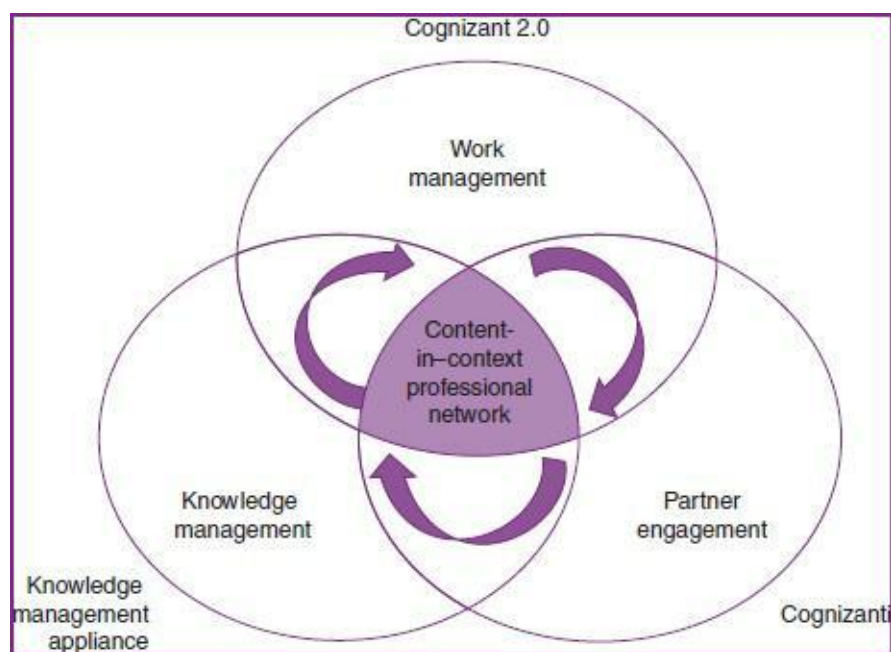 Cognizant 2.0
Work
management
Content-
in–context
professional
network
Knowledge
management
Partner
engagement
Knowledge
management
appliance
Cognizanti